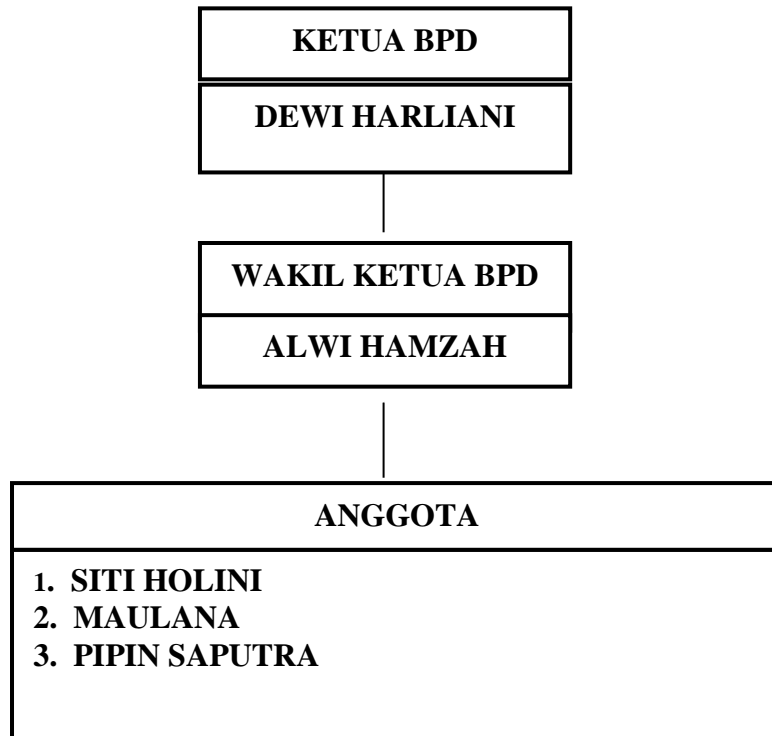 KETUA BPD
DEWI HARLIANI
WAKIL KETUA BPD
ALWI HAMZAH
ANGGOTA
1. SITI HOLINI
2. MAULANA
3. PIPIN SAPUTRA